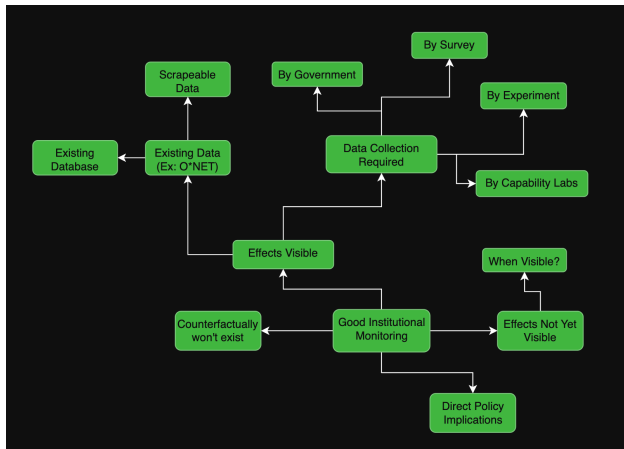 By Survey
Scrapeable
Data
By Government
By Experiment
Existing
Database
Existing Data
(Ex: O*NET)
Data Collection
Required
By Capability Labs
Effects Visible
When Visible?
Counterfactually
won't exist
Good Institutional
Monitoring
Effects Not Yet
Visible
Direct Policy
Implications